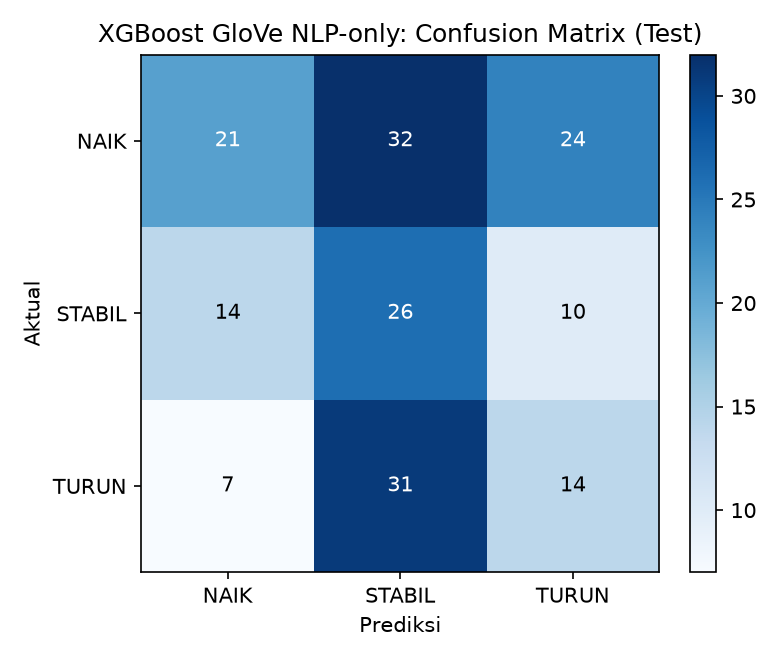 XGBoost GloVe NLP-only: Confusion Matrix (Test)
NAIK 21 32 24
STABIL 14 26 10
TURUN 7 31 14
NAIK STABIL TURUN
Prediksi
Aktual
30
25
20
15
10